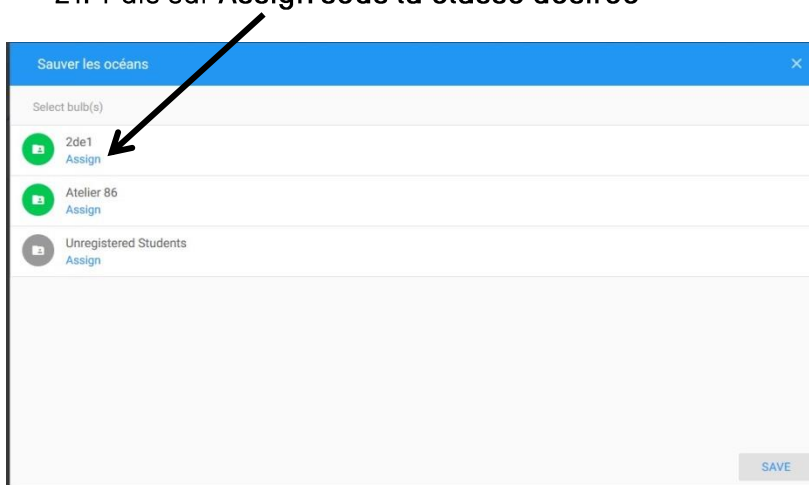 21. Puis sur Assign sous la classe désirée
Sauver les océans
Select bulb(s)
2de1
Assign
Atelier 86
Assign
Unregistered Students
Assign
SAVE